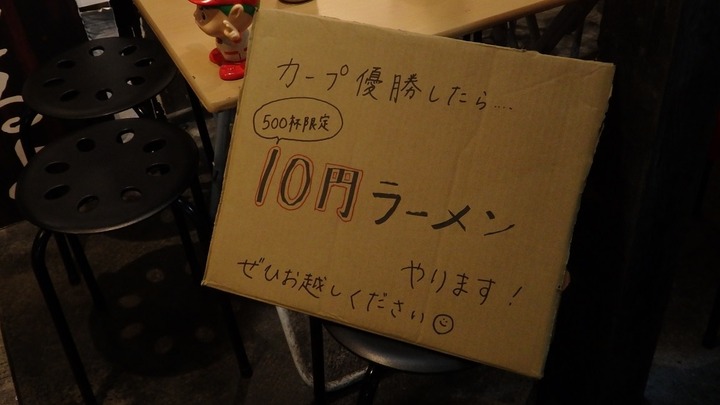 カープ優勝したら....
500杯限定
10円ラーメン
やります!
ぜひお越しください